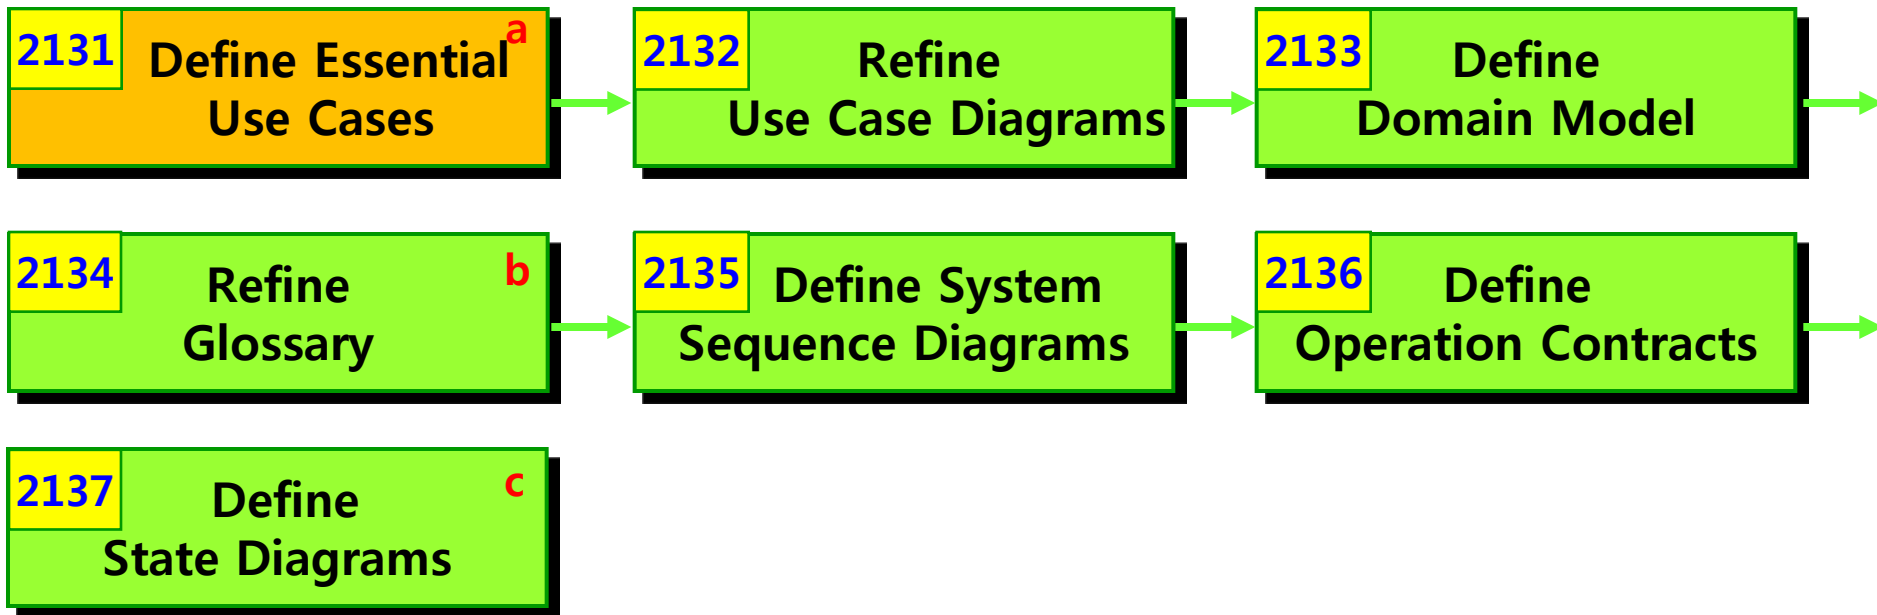 2131
a
Define Essential
Use Cases
2132
Refine
Use Case Diagrams
2133
Define
Domain Model
2134
b
Refine
Glossary
2135
Define System
Sequence Diagrams
2136
Define
Operation Contracts
2137
c
Define
State Diagrams